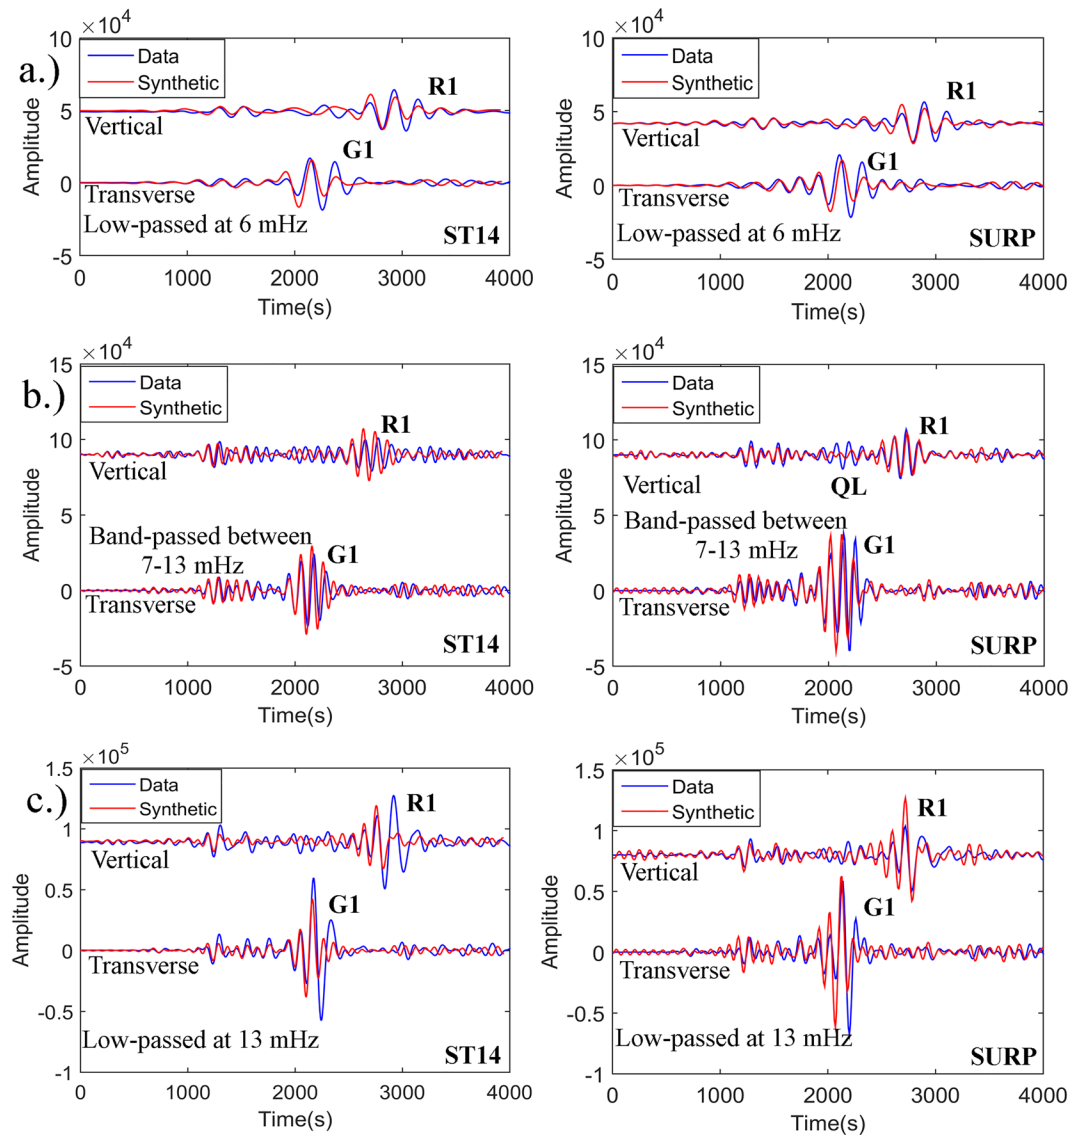 a.)
×10⁴
10
5
0
-5
Amplitude
Data
Synthetic
R1
Vertical
G1
Transverse
Low-passed at 6 mHz
ST14
0 1000 2000 3000 4000
Time(s)
×10⁴
10
5
0
-5
Amplitude
Data
Synthetic
R1
Vertical
G1
Transverse
Low-passed at 6 mHz
SURP
0 1000 2000 3000 4000
Time(s)
b.)
×10⁴
15
10
5
0
-5
Amplitude
Data
Synthetic
R1
Vertical
Band-passed between
7-13 mHz
G1
Transverse
ST14
0 1000 2000 3000 4000
Time(s)
×10⁴
15
10
5
0
-5
Amplitude
Data
Synthetic
R1
Vertical
QL
Band-passed between
7-13 mHz
G1
Transverse
SURP
0 1000 2000 3000 4000
Time(s)
c.)
×10⁵
1.5
1
0.5
0
-0.5
-1
Amplitude
Data
Synthetic
R1
Vertical
G1
Transverse
Low-passed at 13 mHz
ST14
0 1000 2000 3000 4000
Time(s)
×10⁵
1.5
1
0.5
0
-0.5
-1
Amplitude
Data
Synthetic
R1
Vertical
G1
Transverse
Low-passed at 13 mHz
SURP
0 1000 2000 3000 4000
Time(s)